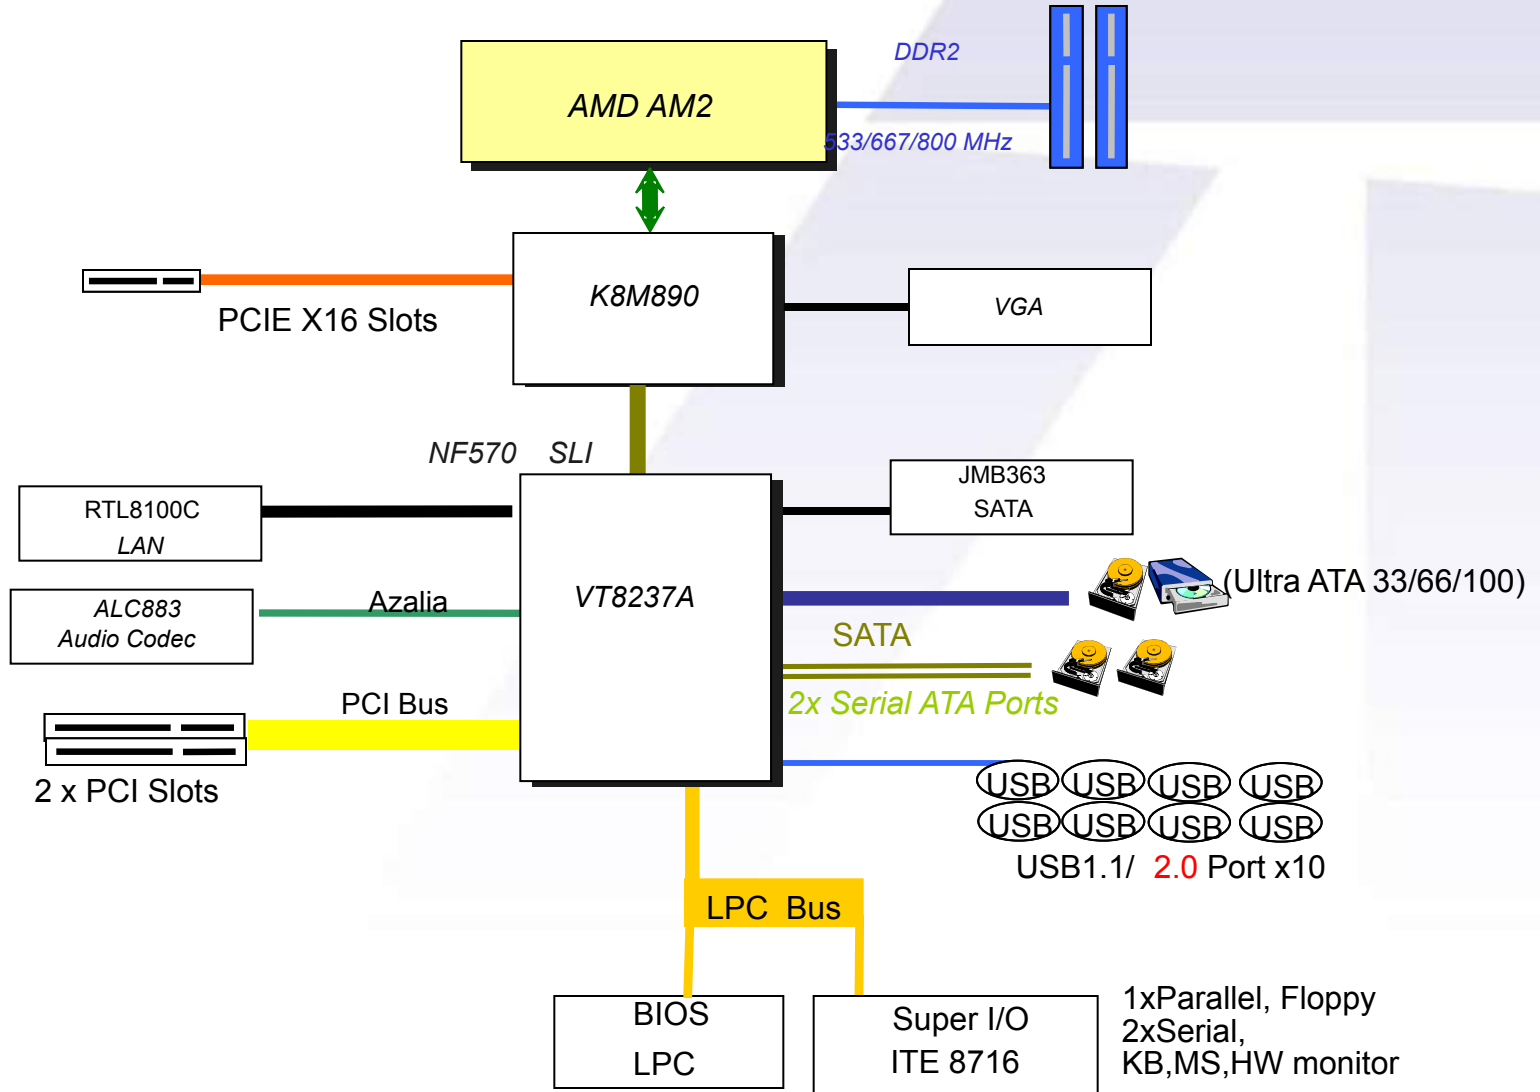 DDR2
AMD AM2
533/667/800 MHz
K8M890
VGA
PCIE X16 Slots
NF570 SLI
JMB363
SATA
RTL8100C
LAN
(Ultra ATA 33/66/100)
VT8237A
Azalia
ALC883
Audio Codec
SATA
2x Serial ATA Ports
PCI Bus
2 x PCI Slots
USB USB USB USB
USB USB USB USB
USB1.1/ 2.0 Port x10
LPC Bus
BIOS
LPC
Super I/O
ITE 8716
1xParallel, Floppy
2xSerial,
KB,MS,HW monitor